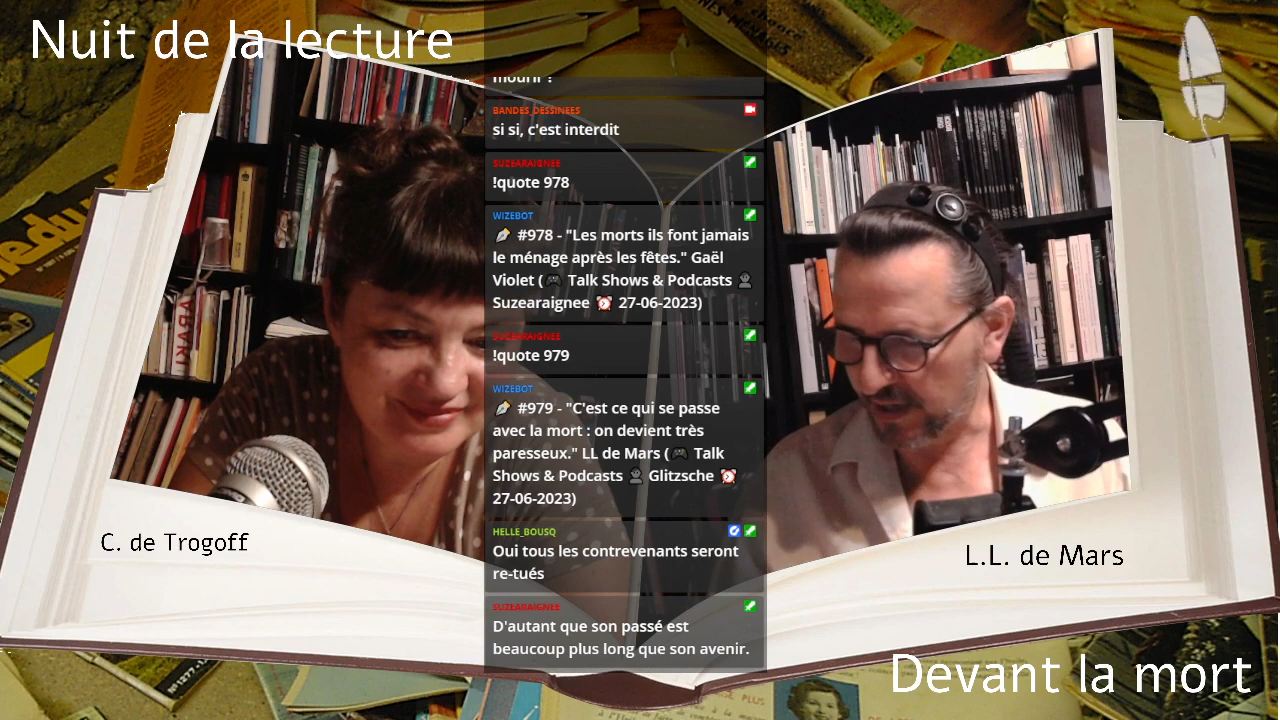 Nuit de la lecture
mourir ?
BANDES_DESSINEES
si si, c'est interdit
SUZEARAIGNEE
!quote 978
WIZEBOT
#978 - "Les morts ils font jamais
le ménage après les fêtes." Gaël
Violet ( Talk Shows & Podcasts
Suzearaignee 27-06-2023)
SUZEARAIGNEE
!quote 979
WIZEBOT
#979 - "C'est ce qui se passe
avec la mort : on devient très
paresseux." LL de Mars ( Talk
Shows & Podcasts Glitzsche
27-06-2023)
HELLE_BOUSQ
Oui tous les contrevenants seront
re-tués
SUZEARAIGNEE
D'autant que son passé est
beaucoup plus long que son avenir.
C. de Trogoff
L.L. de Mars
Devant la mort